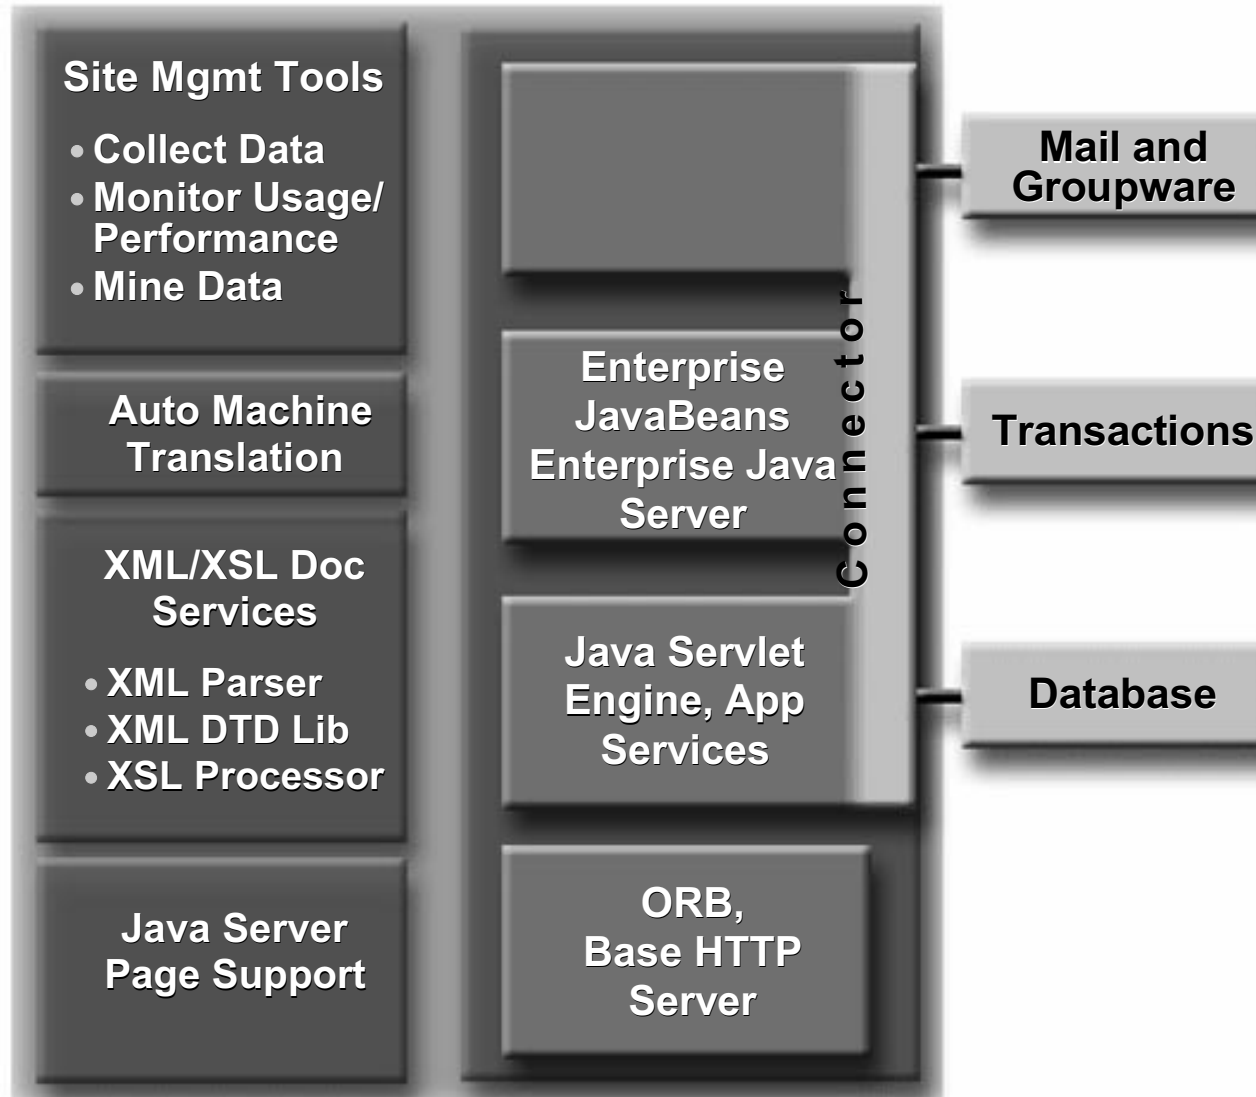 Site Mgmt Tools
• Collect Data
• Monitor Usage/
Performance
• Mine Data
Auto Machine
Translation
XML/XSL Doc
Services
• XML Parser
• XML DTD Lib
• XSL Processor
Java Server
Page Support
Enterprise
JavaBeans
Enterprise Java
Server
Java Servlet
Engine, App
Services
ORB,
Base HTTP
Server
Connector
Mail and
Groupware
Transactions
Database